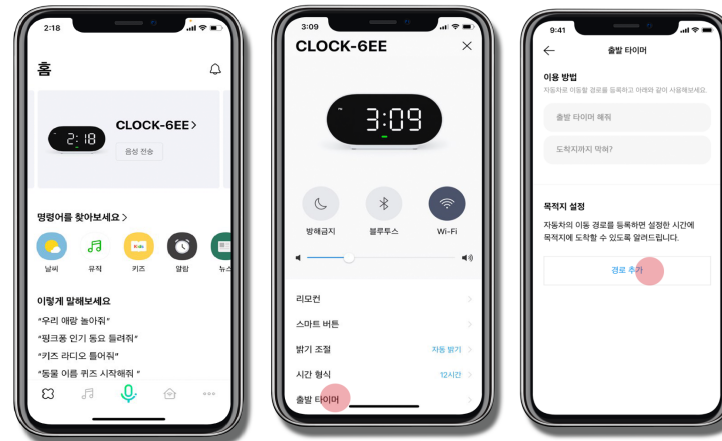 2:18
홈
2:18
CLOCK-6EE >
음성 전송
명령어를 찾아보세요 >
Kids
날씨 뮤직 키즈 알람 뉴스
이렇게 말해보세요
“우리 애랑 놀아줘”
“핑크퐁 인기 동요 들려줘”
“키즈 라디오 틀어줘”
“동물 이름 퀴즈 시작해줘 “
3:09
CLOCK-6EE
3:09
방해금지 블루투스 Wi-Fi
리모컨
스마트 버튼
밝기 조절 자동 밝기
시간 형식 12시간
출발 타이머
9:41
출발 타이머
이용 방법
자동차로 이동할 경로를 등록하고 아래와 같이 사용해보세요.
출발 타이머 해줘
도착지까지 막혀?
목적지 설정
자동차의 이동 경로를 등록하면 설정한 시간에
목적지에 도착할 수 있도록 알려드립니다.
경로 추가